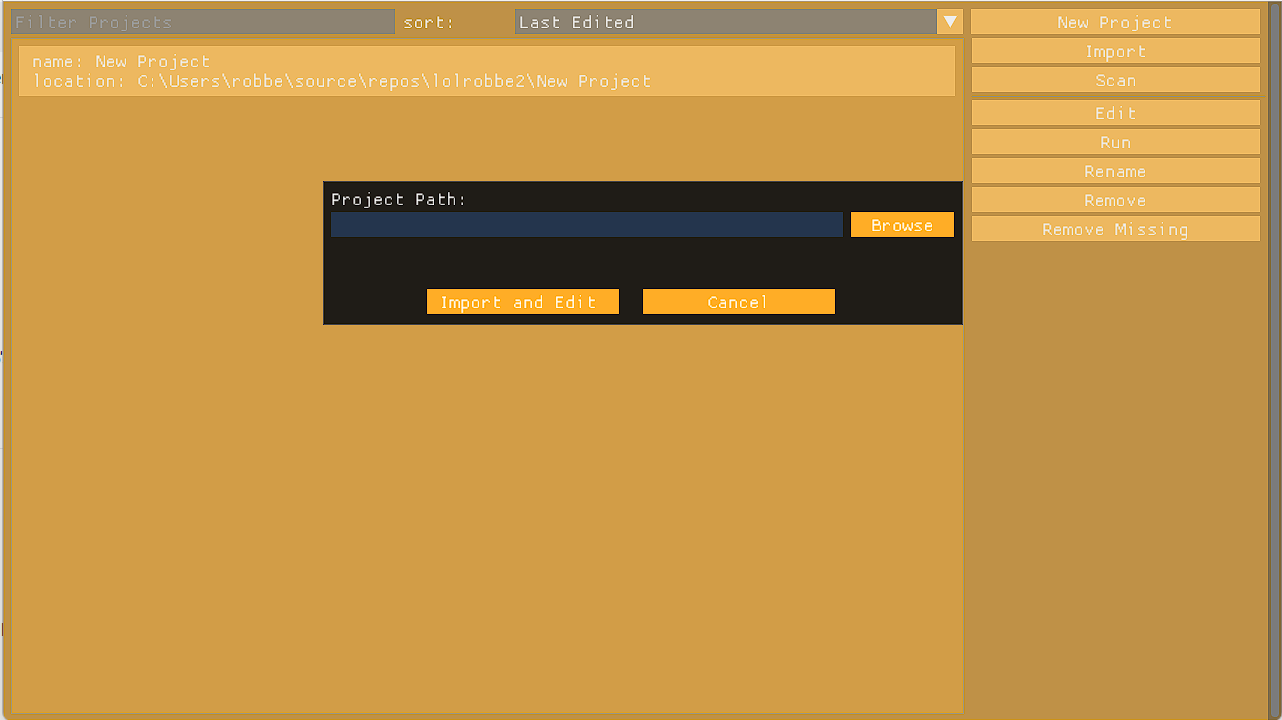 Filter Projects sort: Last Edited
New Project
Import
Scan
Edit
Run
Rename
Remove
Remove Missing
name: New Project
location: C:\Users\robbe\source\repos\lolrobbe2\New Project
Project Path:
Browse
Import and Edit Cancel